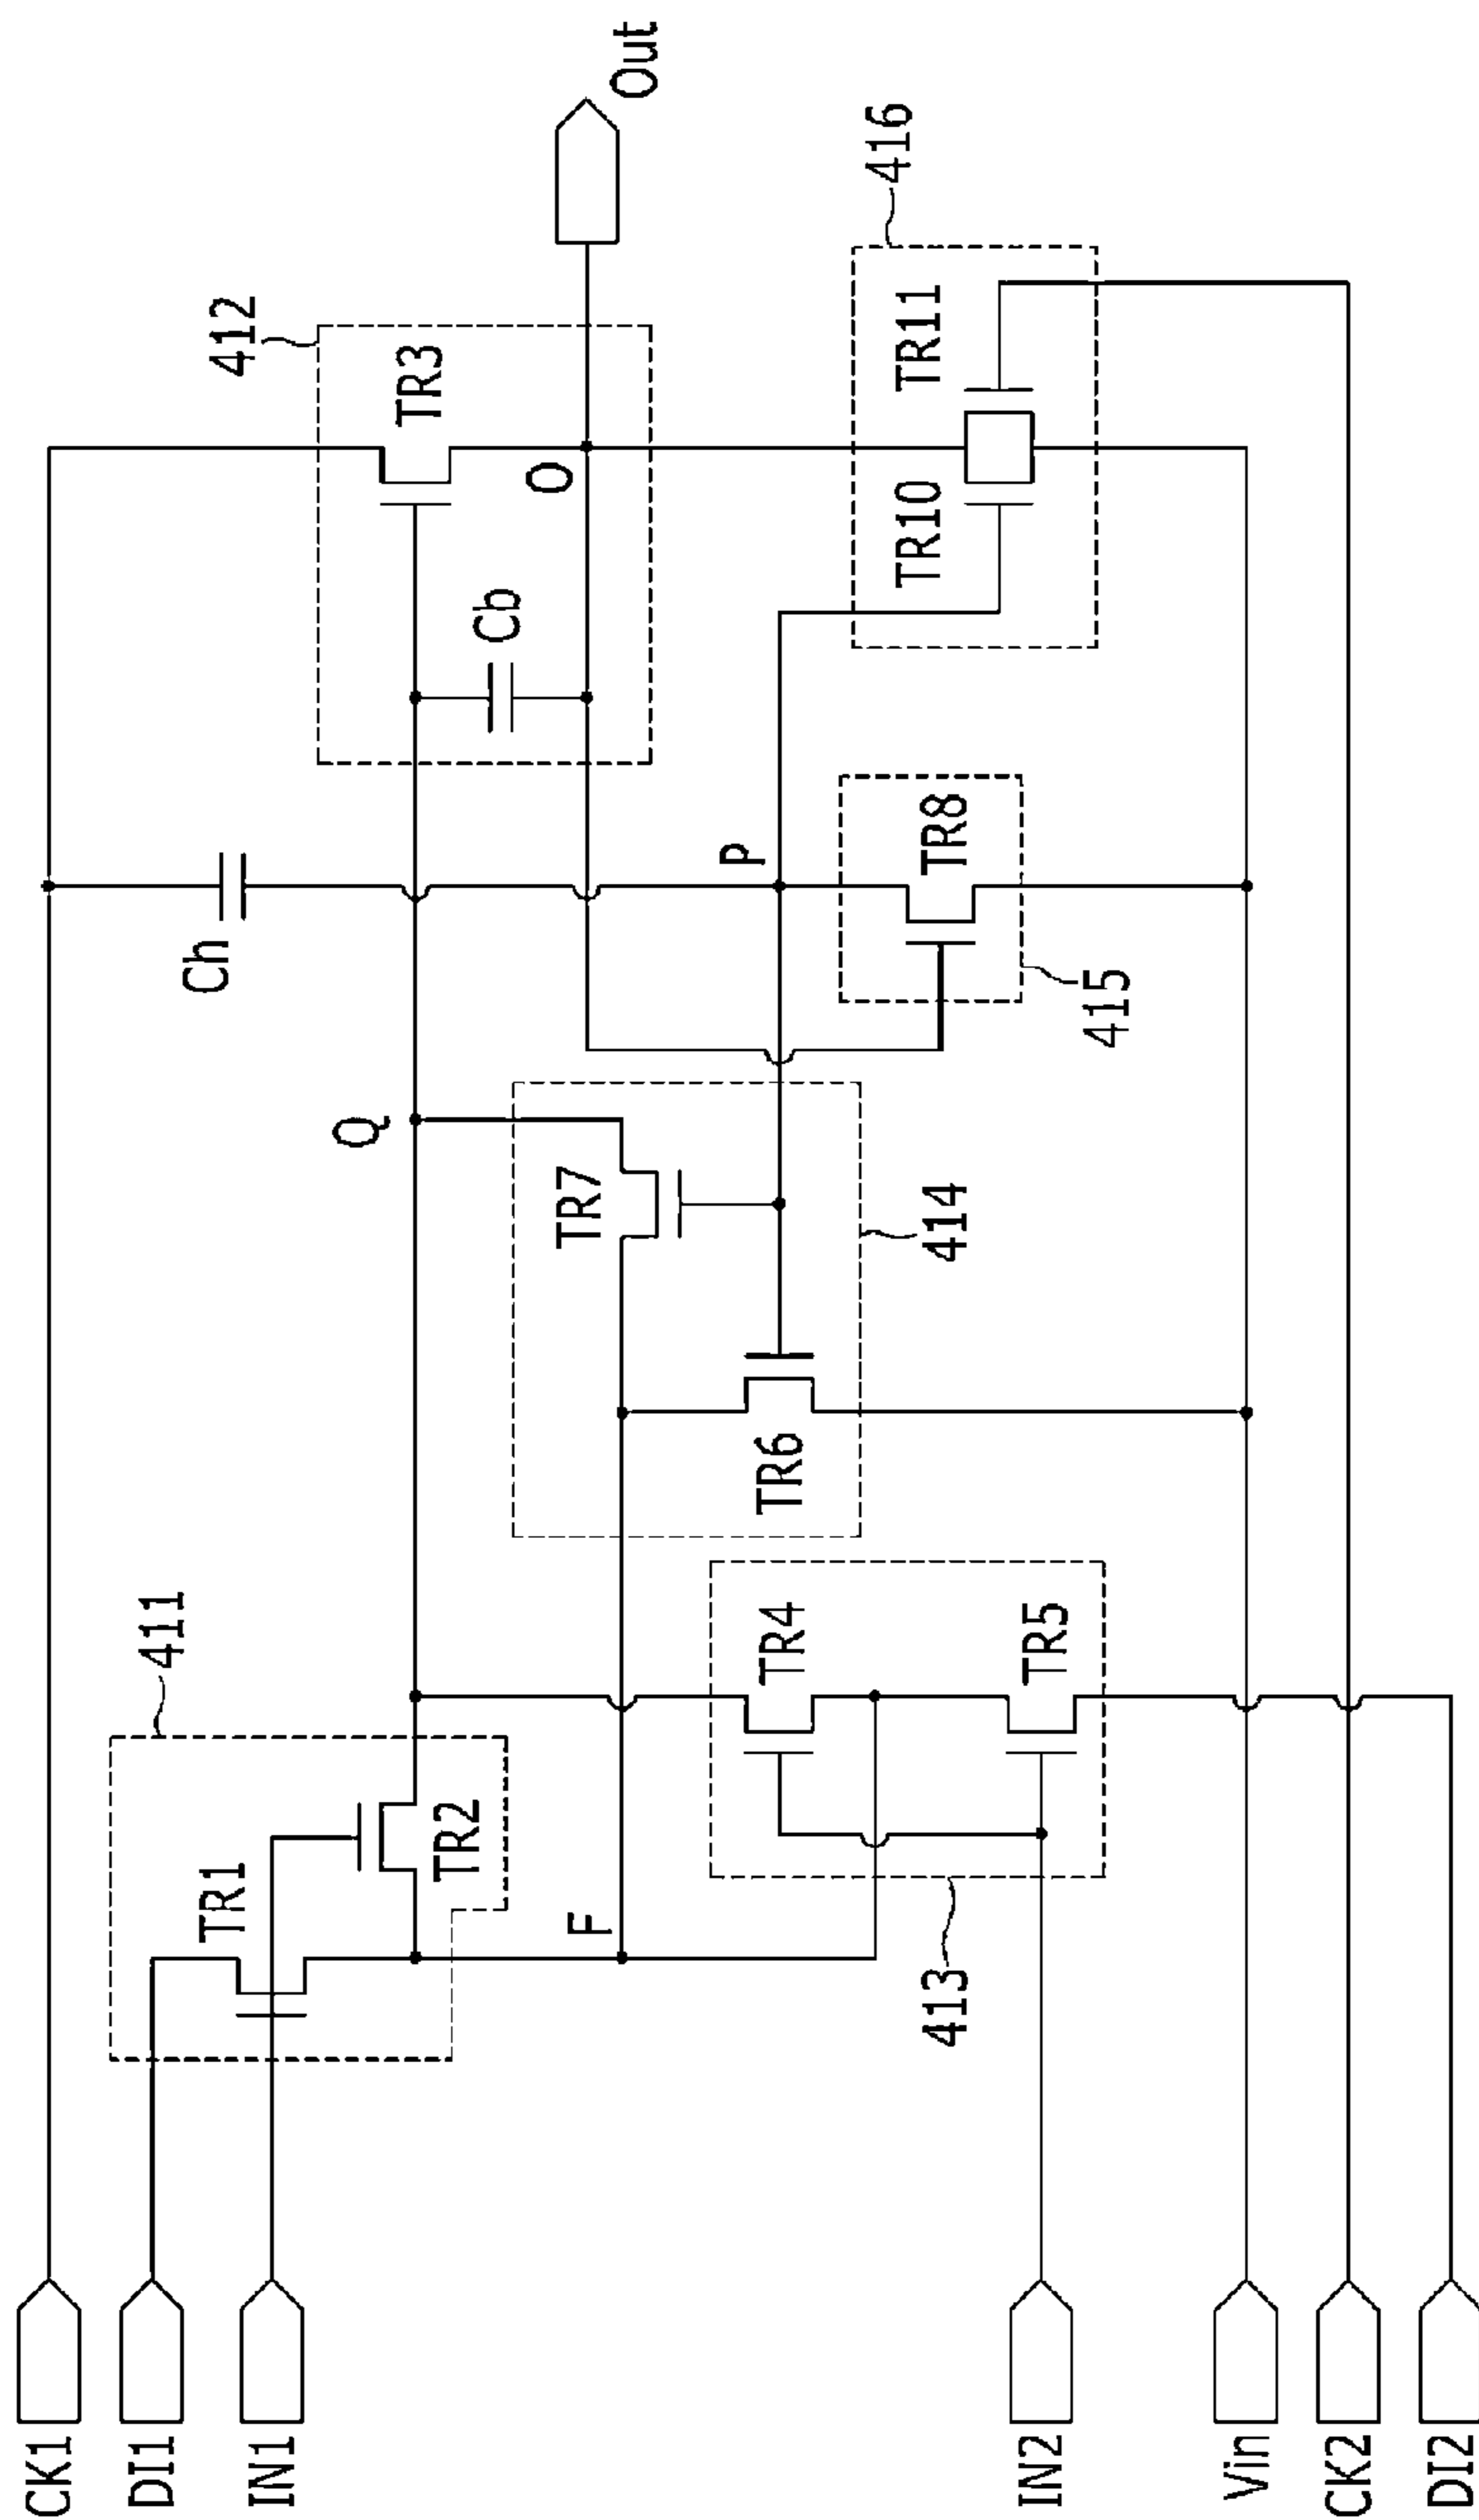 CK1
DI1
IN1
IN2
Vin
CK2
DI2
411
TR1
TR2
F
413
TR4
TR5
Q
414
TR7
TR6
Ch
P
415
TR8
412
TR3
Cb
O
416
TR10
TR11
Out